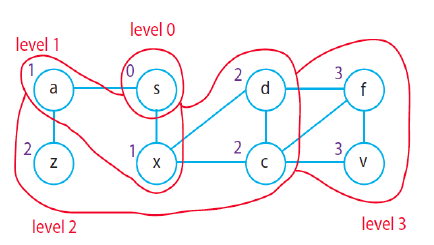 level 0
level 1
1 a 0 s 2 d 3 f
2 z 1 x 2 c 3 v
level 2
level 3